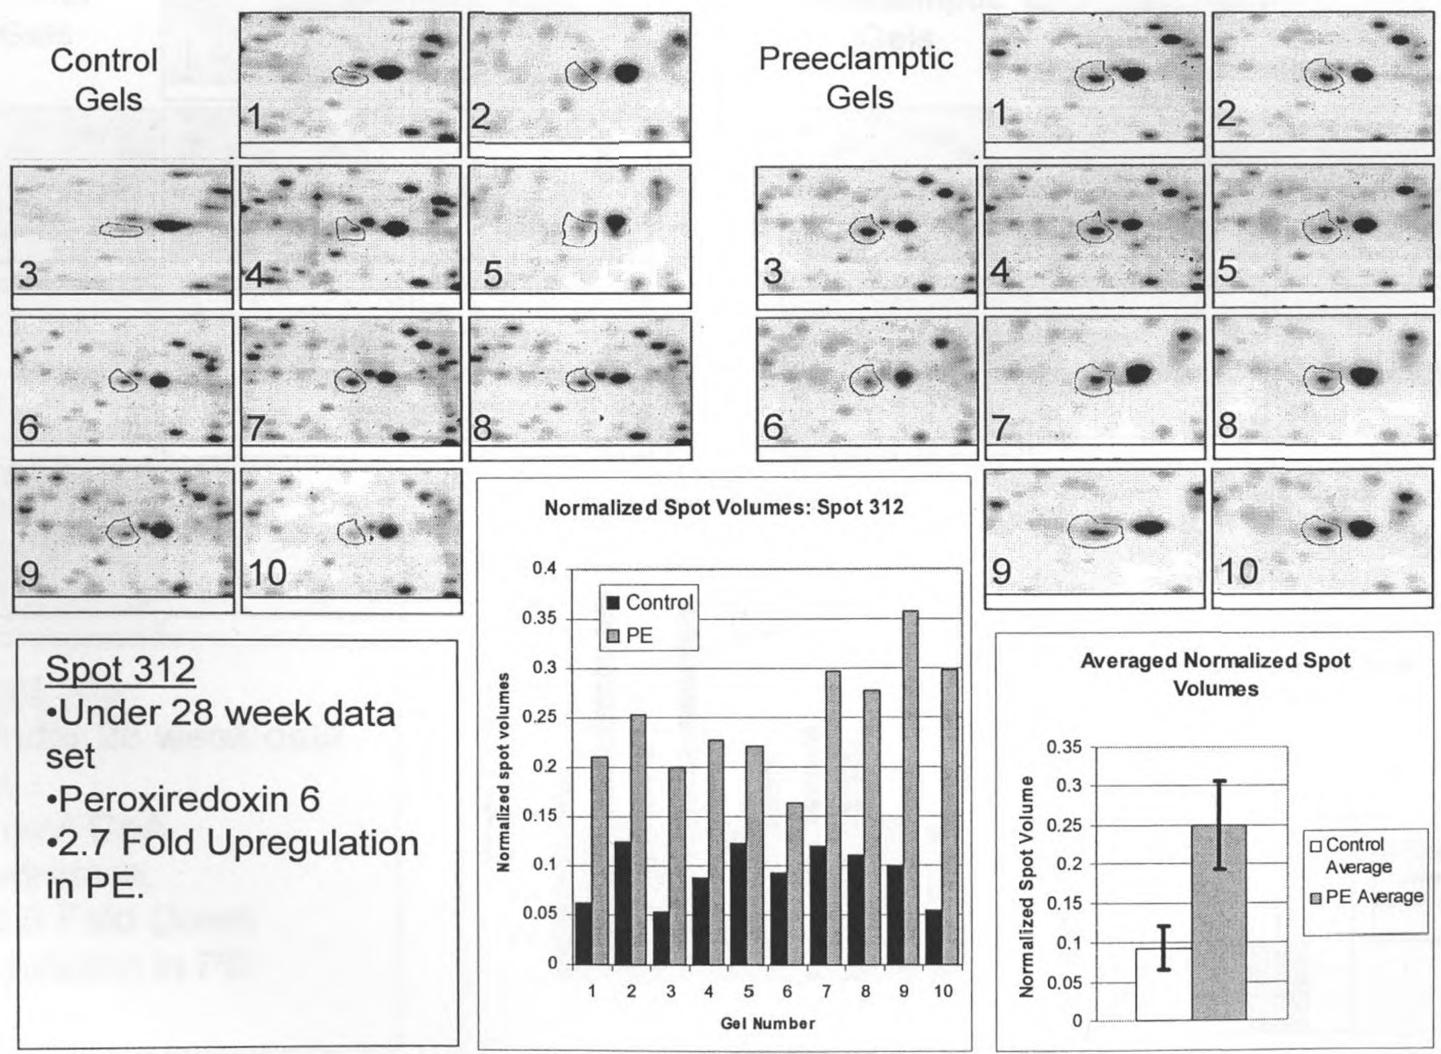 Control
Gels
1
2
3
4
5
6
7
8
9
10
Preeclamptic
Gels
1
2
3
4
5
6
7
8
9
10
Spot 312
•Under 28 week data
set
•Peroxiredoxin 6
•2.7 Fold Upregulation
in PE.
Normalized Spot Volumes: Spot 312
Normalized spot volumes
0.4
0.35
0.3
0.25
0.2
0.15
0.1
0.05
0
Control
PE
1 2 3 4 5 6 7 8 9 10
Gel Number
Averaged Normalized Spot
Volumes
Normalized Spot Volume
0.35
0.3
0.25
0.2
0.15
0.1
0.05
0
Control
Average
PE Average